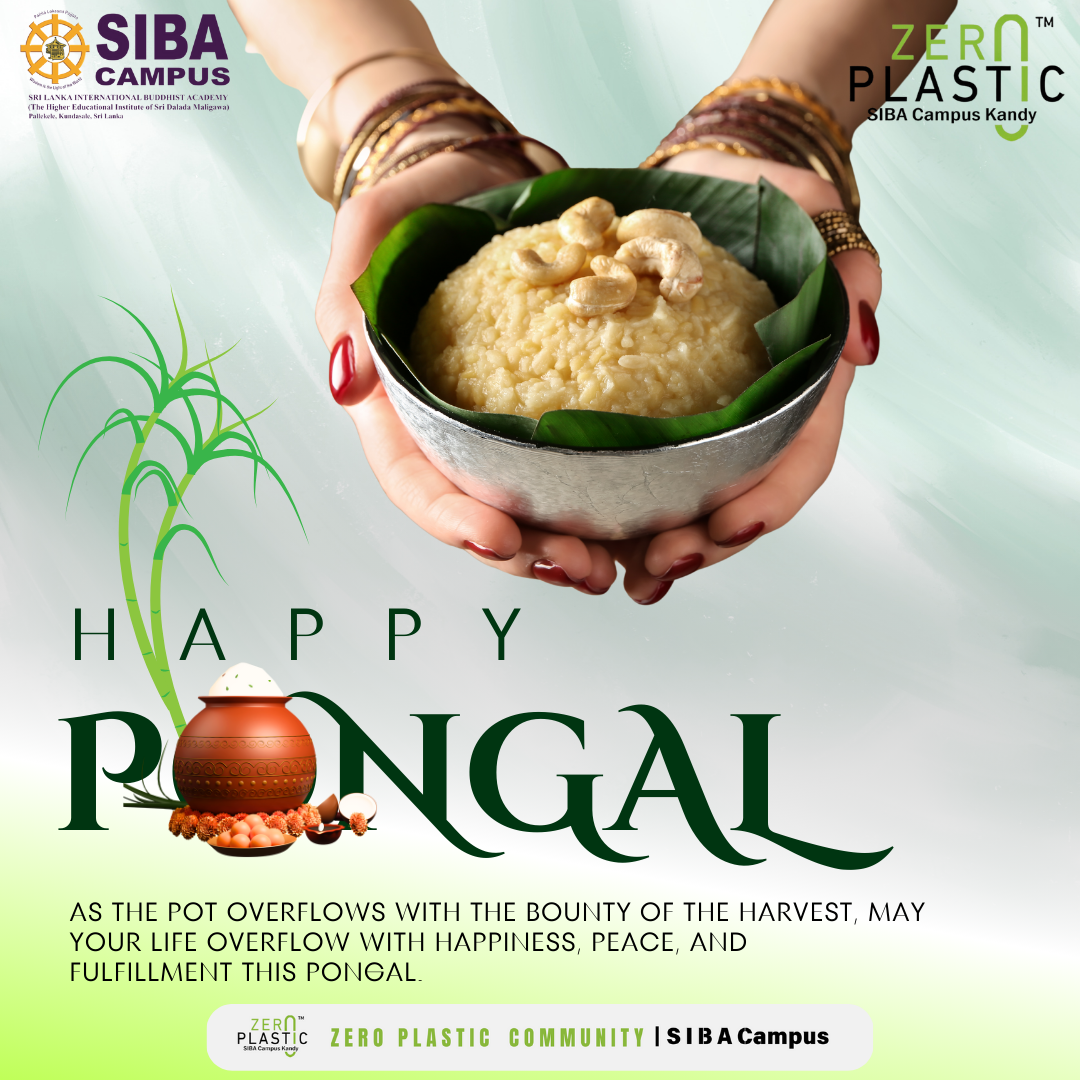 SIBA
CAMPUS
SRI LANKA INTERNATIONAL BUDDHIST ACADEMY
(The Higher Educational Institute of Sri Dalada Maligawa)
Pallekele, Kundasale, Sri Lanka
ZERO TM
PLASTIC
SIBA Campus Kandy
HAPPY
PONGAL
AS THE POT OVERFLOWS WITH THE BOUNTY OF THE HARVEST, MAY
YOUR LIFE OVERFLOW WITH HAPPINESS, PEACE, AND
FULFILLMENT THIS PONGAL.
ZERO TM
PLASTIC
SIBA Campus Kandy
ZERO PLASTIC COMMUNITY | SIBA Campus